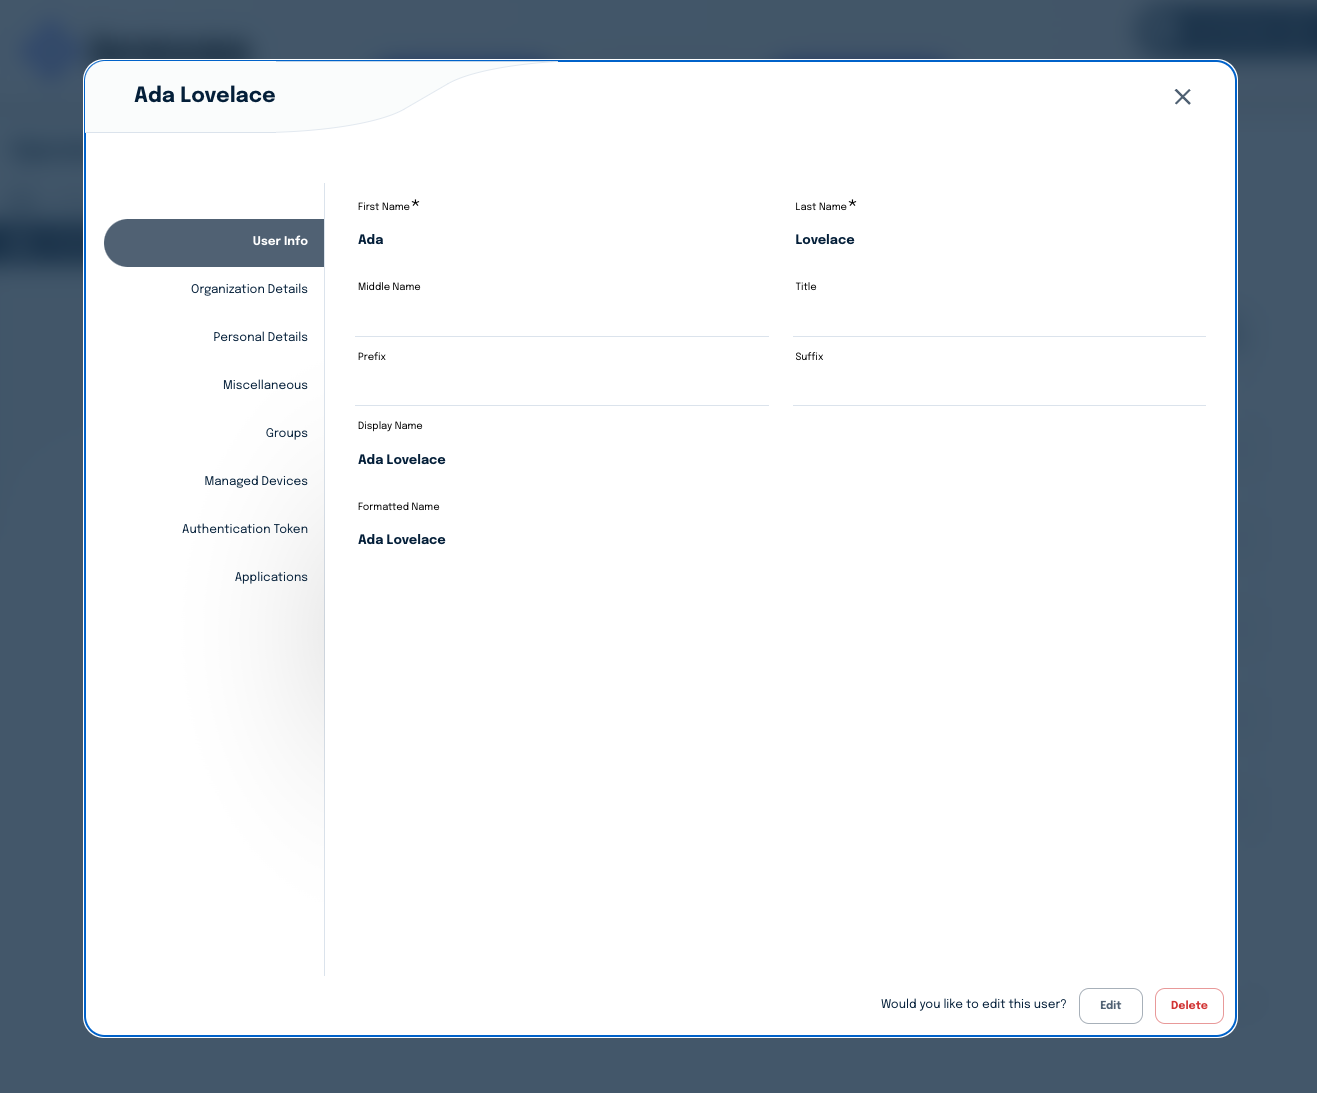 Ada Lovelace
User Info
Organization Details
Personal Details
Miscellaneous
Groups
Managed Devices
Authentication Token
Applications
First Name*
Last Name*
Ada
Lovelace
Middle Name
Title
Prefix
Suffix
Display Name
Ada Lovelace
Formatted Name
Ada Lovelace
Would you like to edit this user?
Edit
Delete